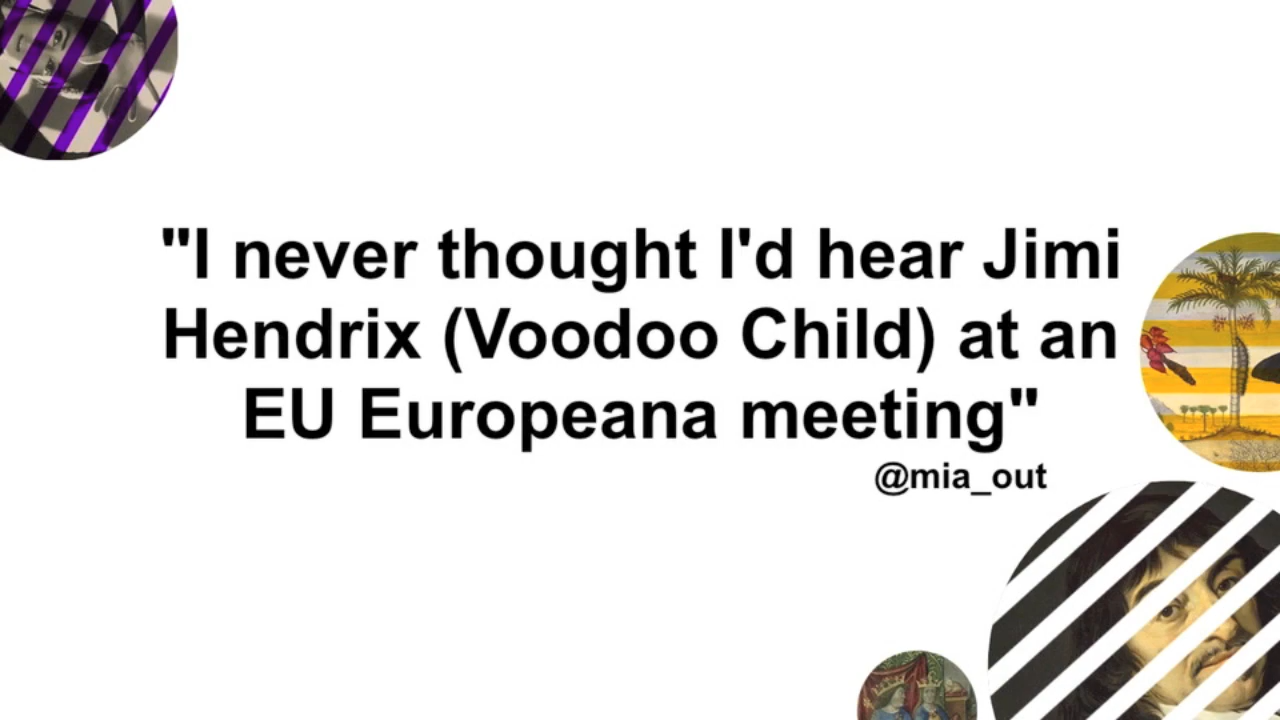 "I never thought I'd hear Jimi
Hendrix (Voodoo Child) at an
EU Europeana meeting"
@mia_out